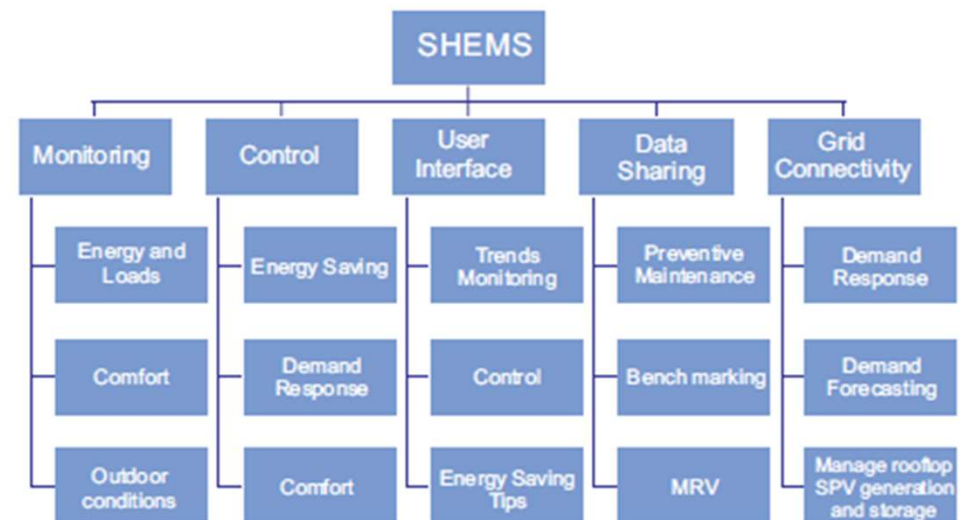 SHEMS
Monitoring
Control
User
Interface
Data
Sharing
Grid
Connectivity
Energy and
Loads
Energy Saving
Trends
Monitoring
Preventive
Maintenance
Demand
Response
Comfort
Demand
Response
Control
Bench marking
Demand
Forecasting
Outdoor
conditions
Comfort
Energy Saving
Tips
MRV
Manage rooftop
SPV generation
and storage